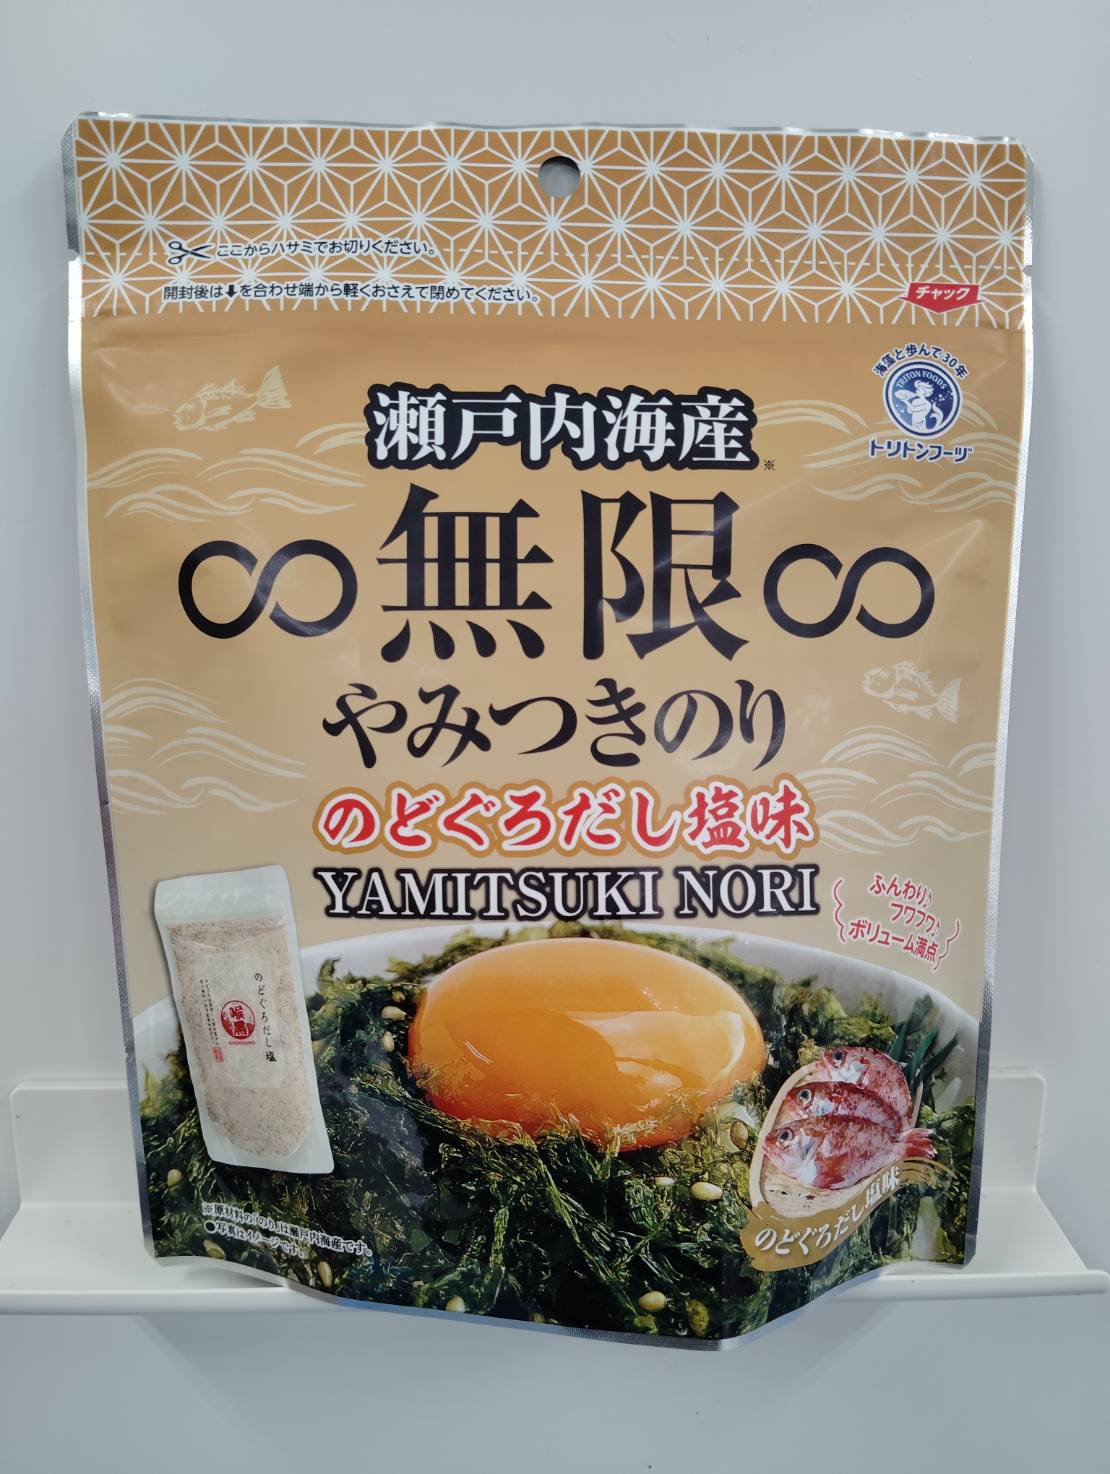 ここからハサミでお切りください。
開封後は⬇を合わせ端から軽くおさえて閉めてください。
チャック
海藻と歩んで30年
TRITON FOODS
トリトンフーヅ
瀬戸内海産※
∞無限∞
やみつきのり
のどぐろだし塩味
YAMITSUKI NORI
ふんわり♪
フワフワ♪
ボリューム満点
のどぐろだし塩
喉黒
のどぐろだし塩味
※原材料の「のり」は瀬戸内海産です。
●写真はイメージです。